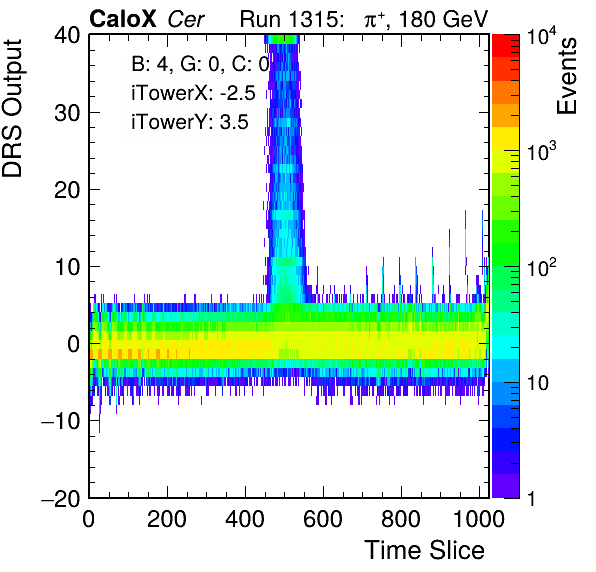 CaloX Cer Run 1315: π⁺, 180 GeV
B: 4, G: 0, C: 0
iTowerX: -2.5
iTowerY: 3.5
DRS Output
40
30
20
10
0
−10
−20
0 200 400 600 800 1000
Time Slice
10⁴
10³
10²
10
1
Events